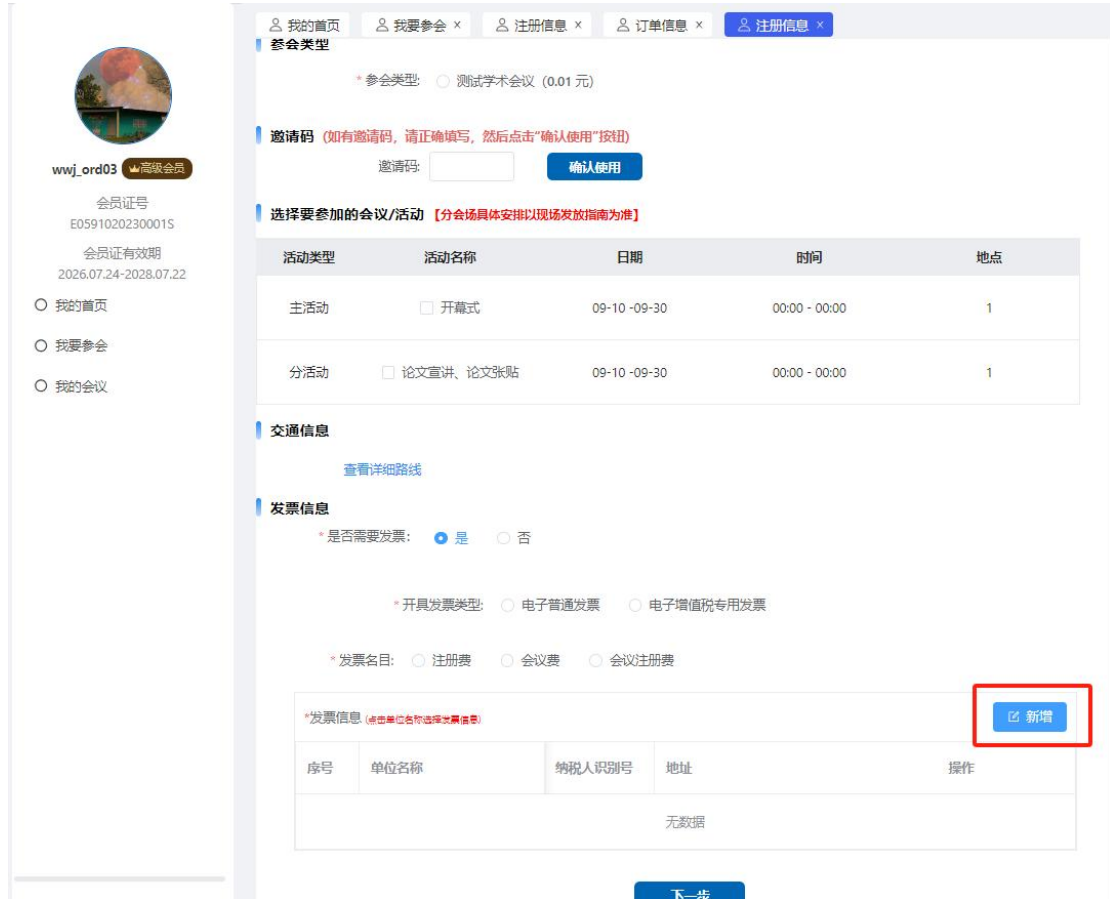 我的首页 我要参会 × 注册信息 × 订单信息 × 注册信息 ×
参会类型
* 参会类型: 测试学术会议（0.01 元）
邀请码（如有邀请码，请正确填写，然后点击“确认使用”按钮）
邀请码: 确认使用
wwj_ord03 高级会员
会员证号
E0591020230001S
会员证有效期
2026.07.24-2028.07.22
我的首页
我要参会
我的会议
选择要参加的会议/活动【分会场具体安排以现场发放指南为准】
活动类型 活动名称 日期 时间 地点
主活动 开幕式 09-10 -09-30 00:00 - 00:00 1
分活动 论文宣讲、论文张贴 09-10 -09-30 00:00 - 00:00 1
交通信息
查看详细路线
发票信息
* 是否需要发票: 是 否
* 开具发票类型: 电子普通发票 电子增值税专用发票
* 发票名目: 注册费 会议费 会议注册费
*发票信息 (点击单位名称选择发票信息) 新增
序号 单位名称 纳税人识别号 地址 操作
无数据
下一步